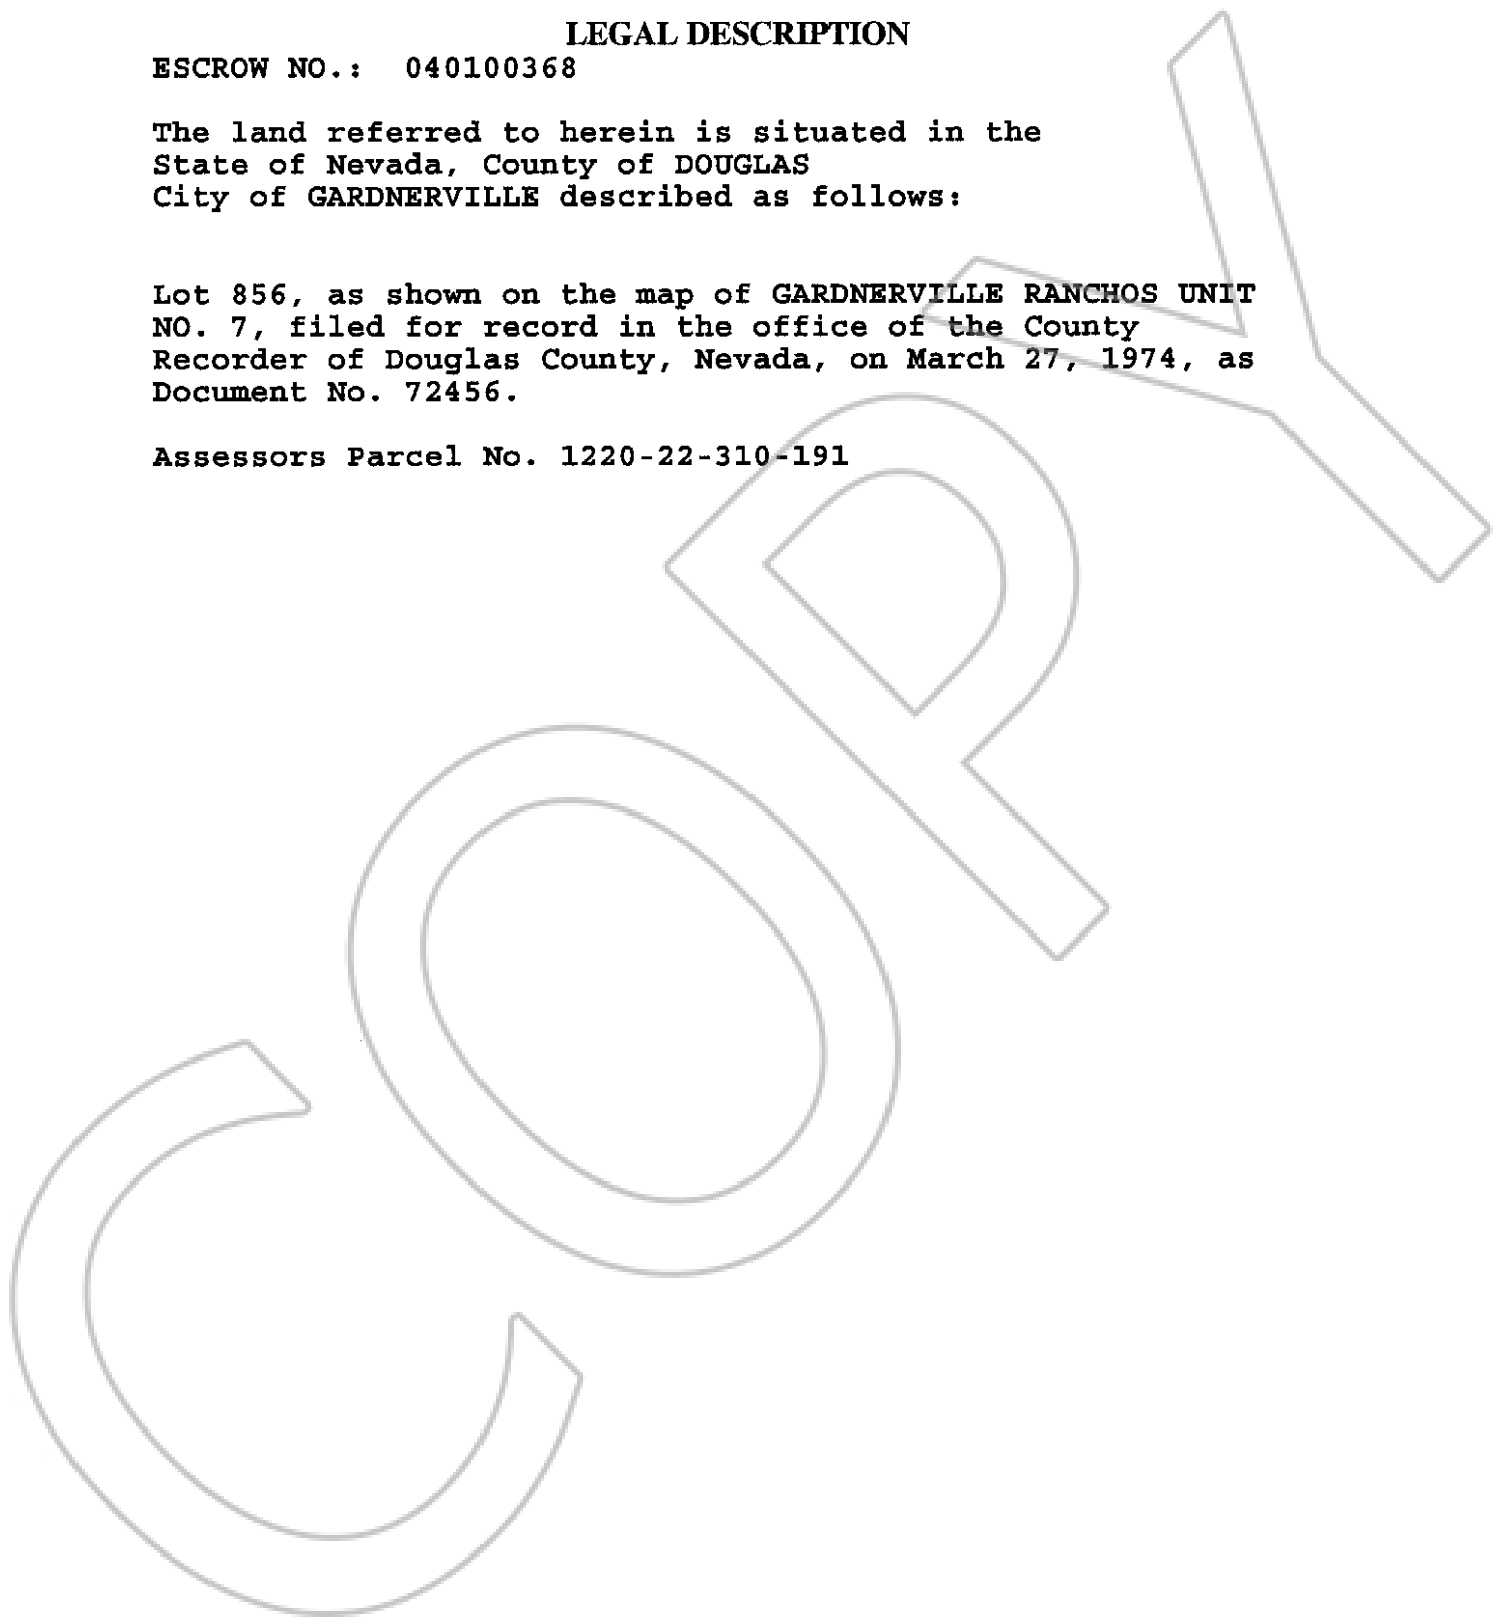 LEGAL DESCRIPTION
ESCROW NO.: 040100368
The land referred to herein is situated in the
State of Nevada, County of DOUGLAS
City of GARDNERVILLE described as follows:
Lot 856, as shown on the map of GARDNERVILLE RANCHOS UNIT
NO. 7, filed for record in the office of the County
Recorder of Douglas County, Nevada, on March 27, 1974, as
Document No. 72456.
Assessors Parcel No. 1220-22-310-191
COPY